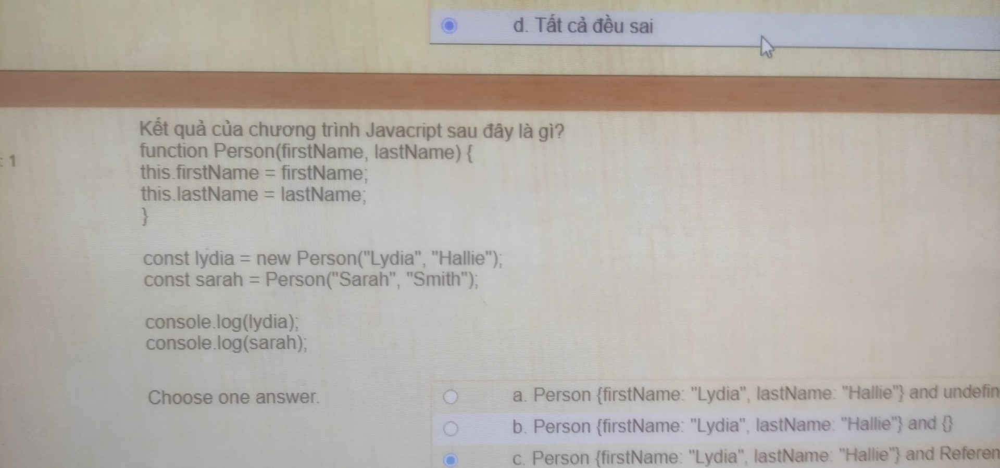 d. Tất cả đều sai
Kết quả của chương trình Javacript sau đây là gì?
function Person(firstName, lastName) {
: 1
this.firstName = firstName;
this.lastName = lastName;
}
const lydia = new Person("Lydia", "Hallie");
const sarah = Person("Sarah", "Smith");
console.log(lydia);
console.log(sarah);
Choose one answer.
a. Person {firstName: "Lydia", lastName: "Hallie"} and undefin
b. Person {firstName: "Lydia", lastName: "Hallie"} and {}
c. Person {firstName: "Lydia", lastName: "Hallie"} and Referen